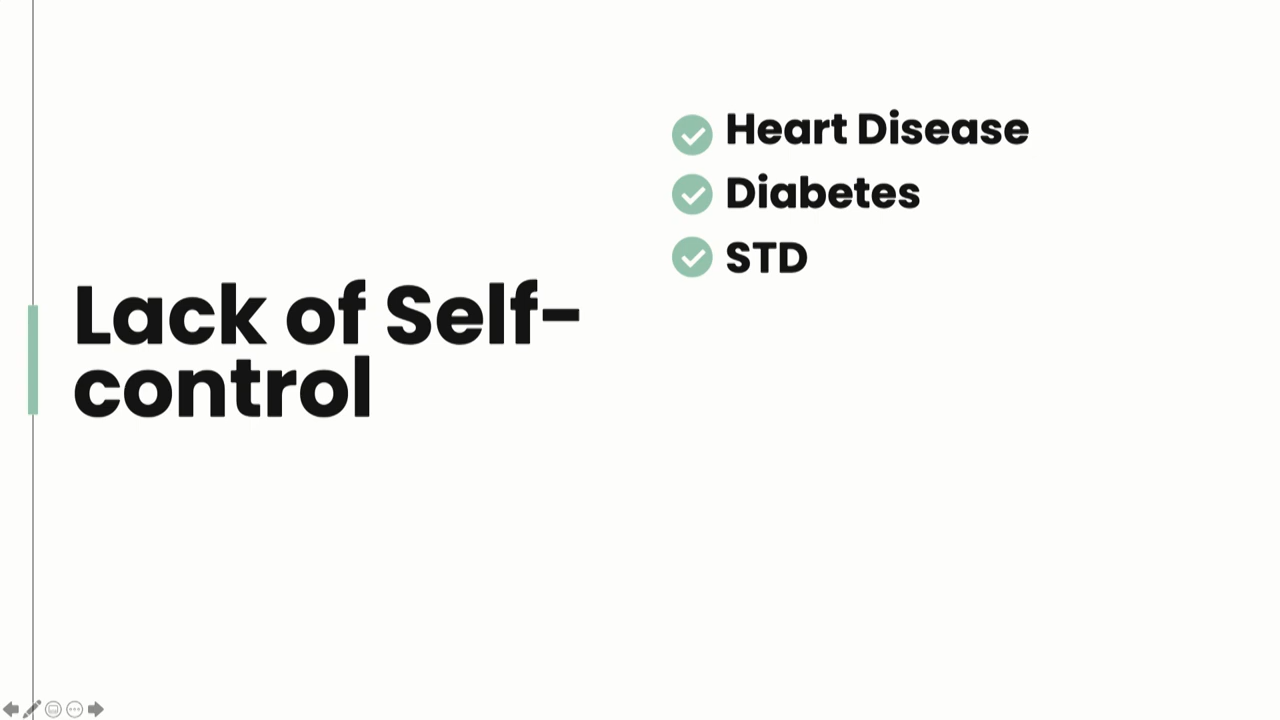 Lack of Self-
control
Heart Disease
Diabetes
STD